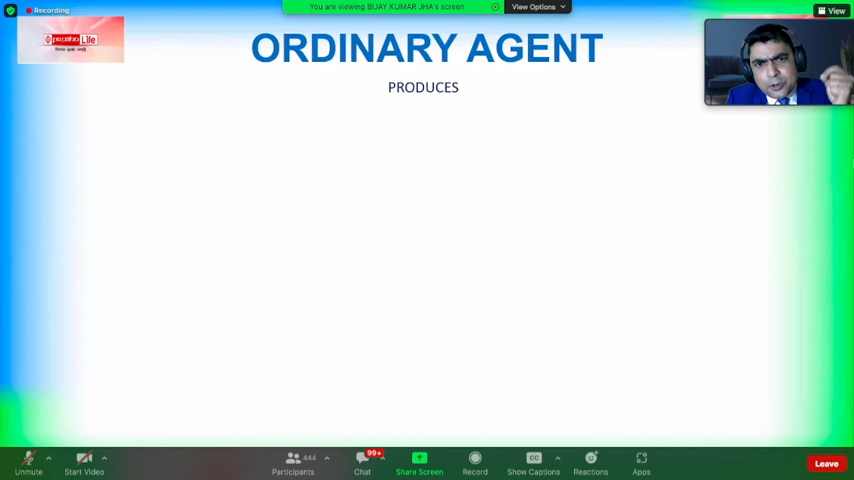 You are viewing BIJAY KUMAR JHA's screen
View Options
View
Recording
Life
ORDINARY AGENT
PRODUCES
Unmute
Start Video
444
Participants
99+
Chat
Share Screen
Record
CC
Show Captions
Reactions
Apps
Leave